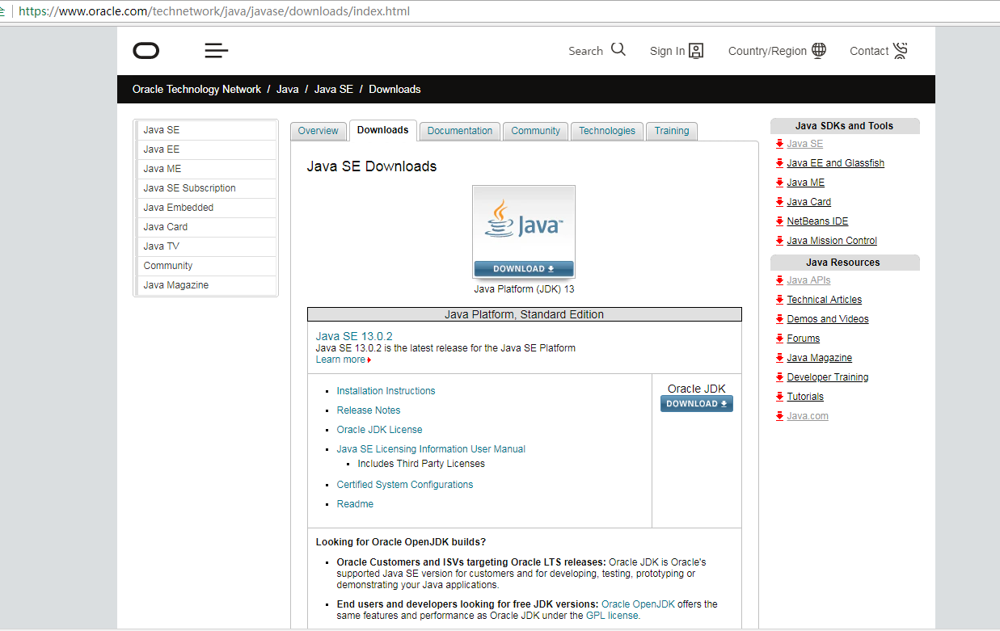 https://www.oracle.com/technetwork/java/javase/downloads/index.html
Search Sign In Country/Region Contact
Oracle Technology Network / Java / Java SE / Downloads
Java SE
Java EE
Java ME
Java SE Subscription
Java Embedded
Java Card
Java TV
Community
Java Magazine
Overview Downloads Documentation Community Technologies Training
Java SE Downloads
Java™
DOWNLOAD
Java Platform (JDK) 13
Java Platform, Standard Edition
Java SE 13.0.2
Java SE 13.0.2 is the latest release for the Java SE Platform
Learn more
Installation Instructions
Release Notes
Oracle JDK License
Java SE Licensing Information User Manual
Includes Third Party Licenses
Certified System Configurations
Readme
Oracle JDK
DOWNLOAD
Looking for Oracle OpenJDK builds?
Oracle Customers and ISVs targeting Oracle LTS releases: Oracle JDK is Oracle's
supported Java SE version for customers and for developing, testing, prototyping or
demonstrating your Java applications.
End users and developers looking for free JDK versions: Oracle OpenJDK offers the
same features and performance as Oracle JDK under the GPL license.
Java SDKs and Tools
Java SE
Java EE and Glassfish
Java ME
Java Card
NetBeans IDE
Java Mission Control
Java Resources
Java APIs
Technical Articles
Demos and Videos
Forums
Java Magazine
Developer Training
Tutorials
Java.com